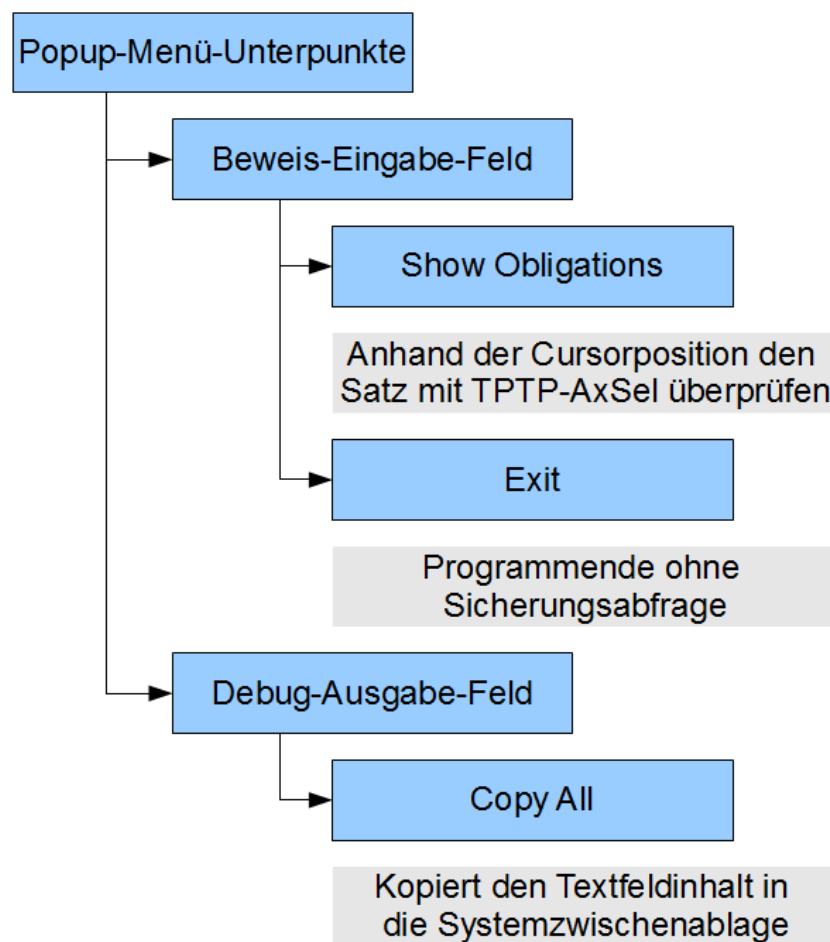 Popup-Menü-Unterpunkte
Beweis-Eingabe-Feld
Show Obligations
Anhand der Cursorposition den
Satz mit TPTP-AxSel überprüfen
Exit
Programmende ohne
Sicherungsabfrage
Debug-Ausgabe-Feld
Copy All
Kopiert den Textfeldinhalt in
die Systemzwischenablage